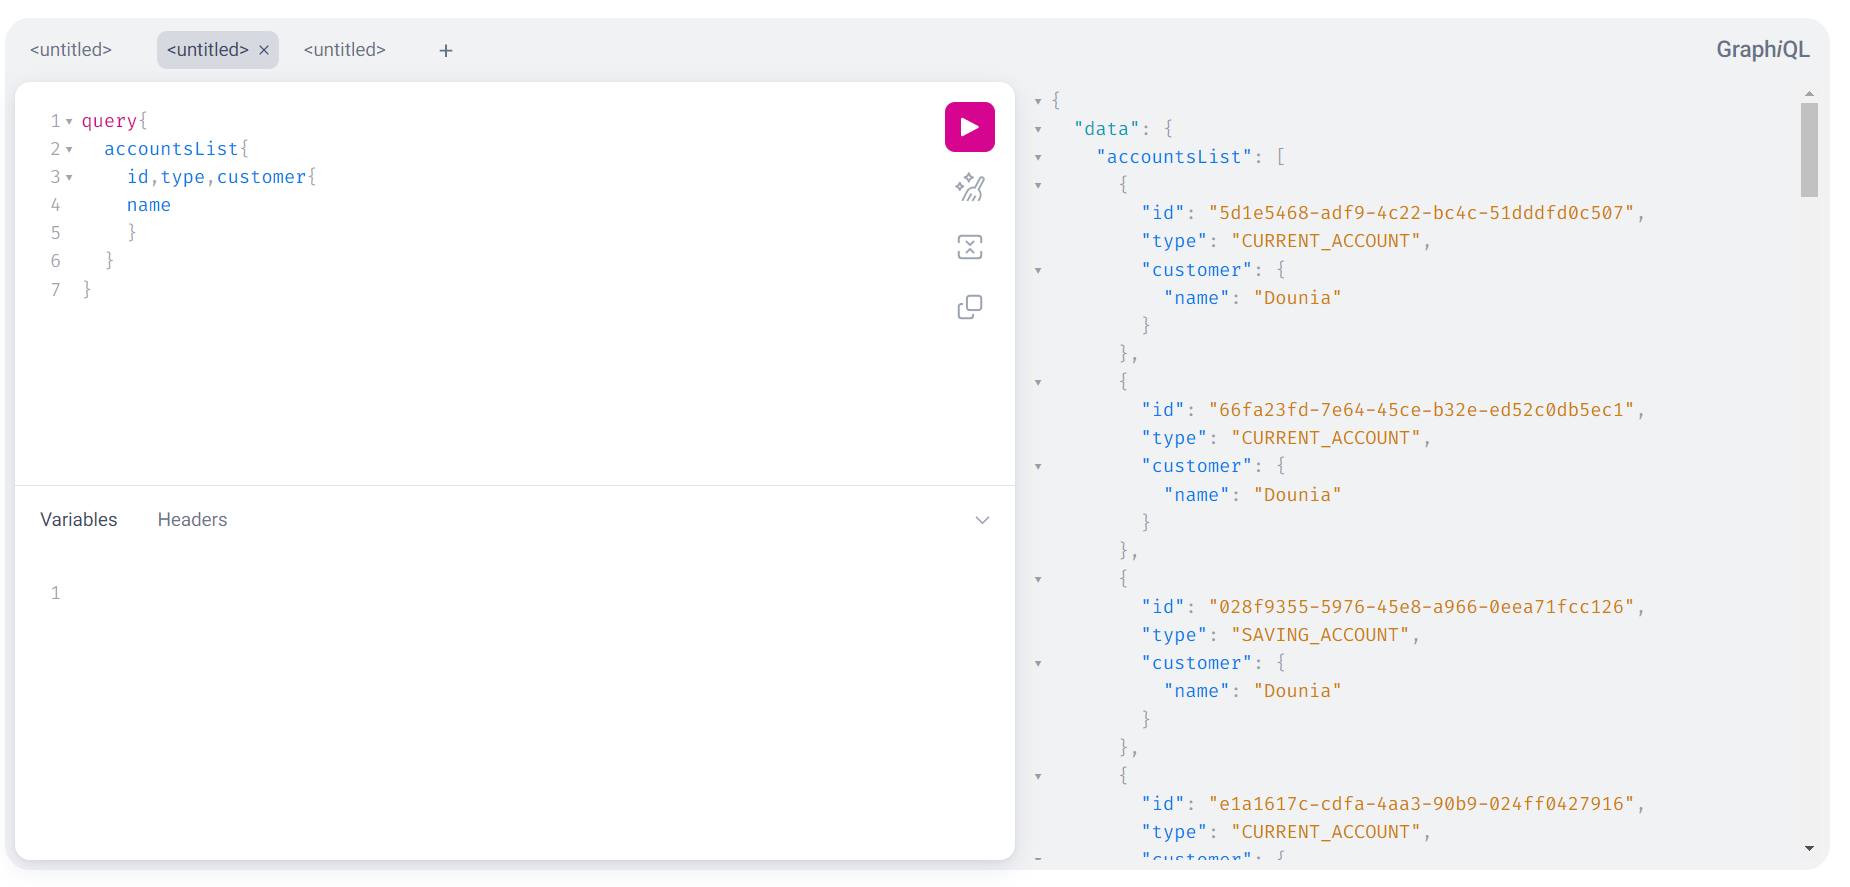 <untitled> <untitled> × <untitled> +
GraphiQL
1 query{
2 accountsList{
3 id,type,customer{
4 name
5 }
6 }
7 }
Variables Headers
1
{
"data": {
"accountsList": [
{
"id": "5d1e5468-adf9-4c22-bc4c-51dddfd0c507",
"type": "CURRENT_ACCOUNT",
"customer": {
"name": "Dounia"
}
},
{
"id": "66fa23fd-7e64-45ce-b32e-ed52c0db5ec1",
"type": "CURRENT_ACCOUNT",
"customer": {
"name": "Dounia"
}
},
{
"id": "028f9355-5976-45e8-a966-0eea71fcc126",
"type": "SAVING_ACCOUNT",
"customer": {
"name": "Dounia"
}
},
{
"id": "e1a1617c-cdfa-4aa3-90b9-024ff0427916",
"type": "CURRENT_ACCOUNT",
"customer": {